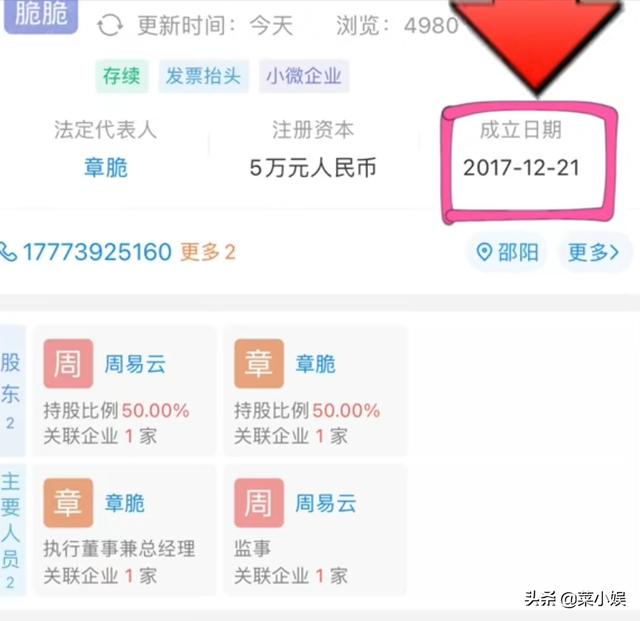 脆脆
更新时间：今天 浏览：4980
存续 发票抬头 小微企业
法定代表人 注册资本 成立日期
章脆 5万元人民币 2017-12-21
17773925160 更多2 邵阳 更多>
股东2
周 周易云
持股比例50.00%
关联企业1家
章 章脆
持股比例50.00%
关联企业1家
主要人员2
章 章脆
执行董事兼总经理
关联企业1家
周 周易云
监事
关联企业1家
头条 @菜小娱